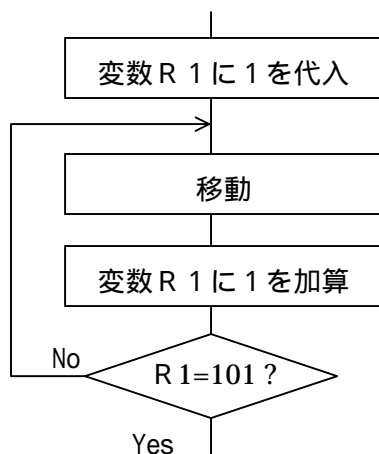 変数R1に1を代入
移動
変数R1に1を加算
No
R1=101?
Yes